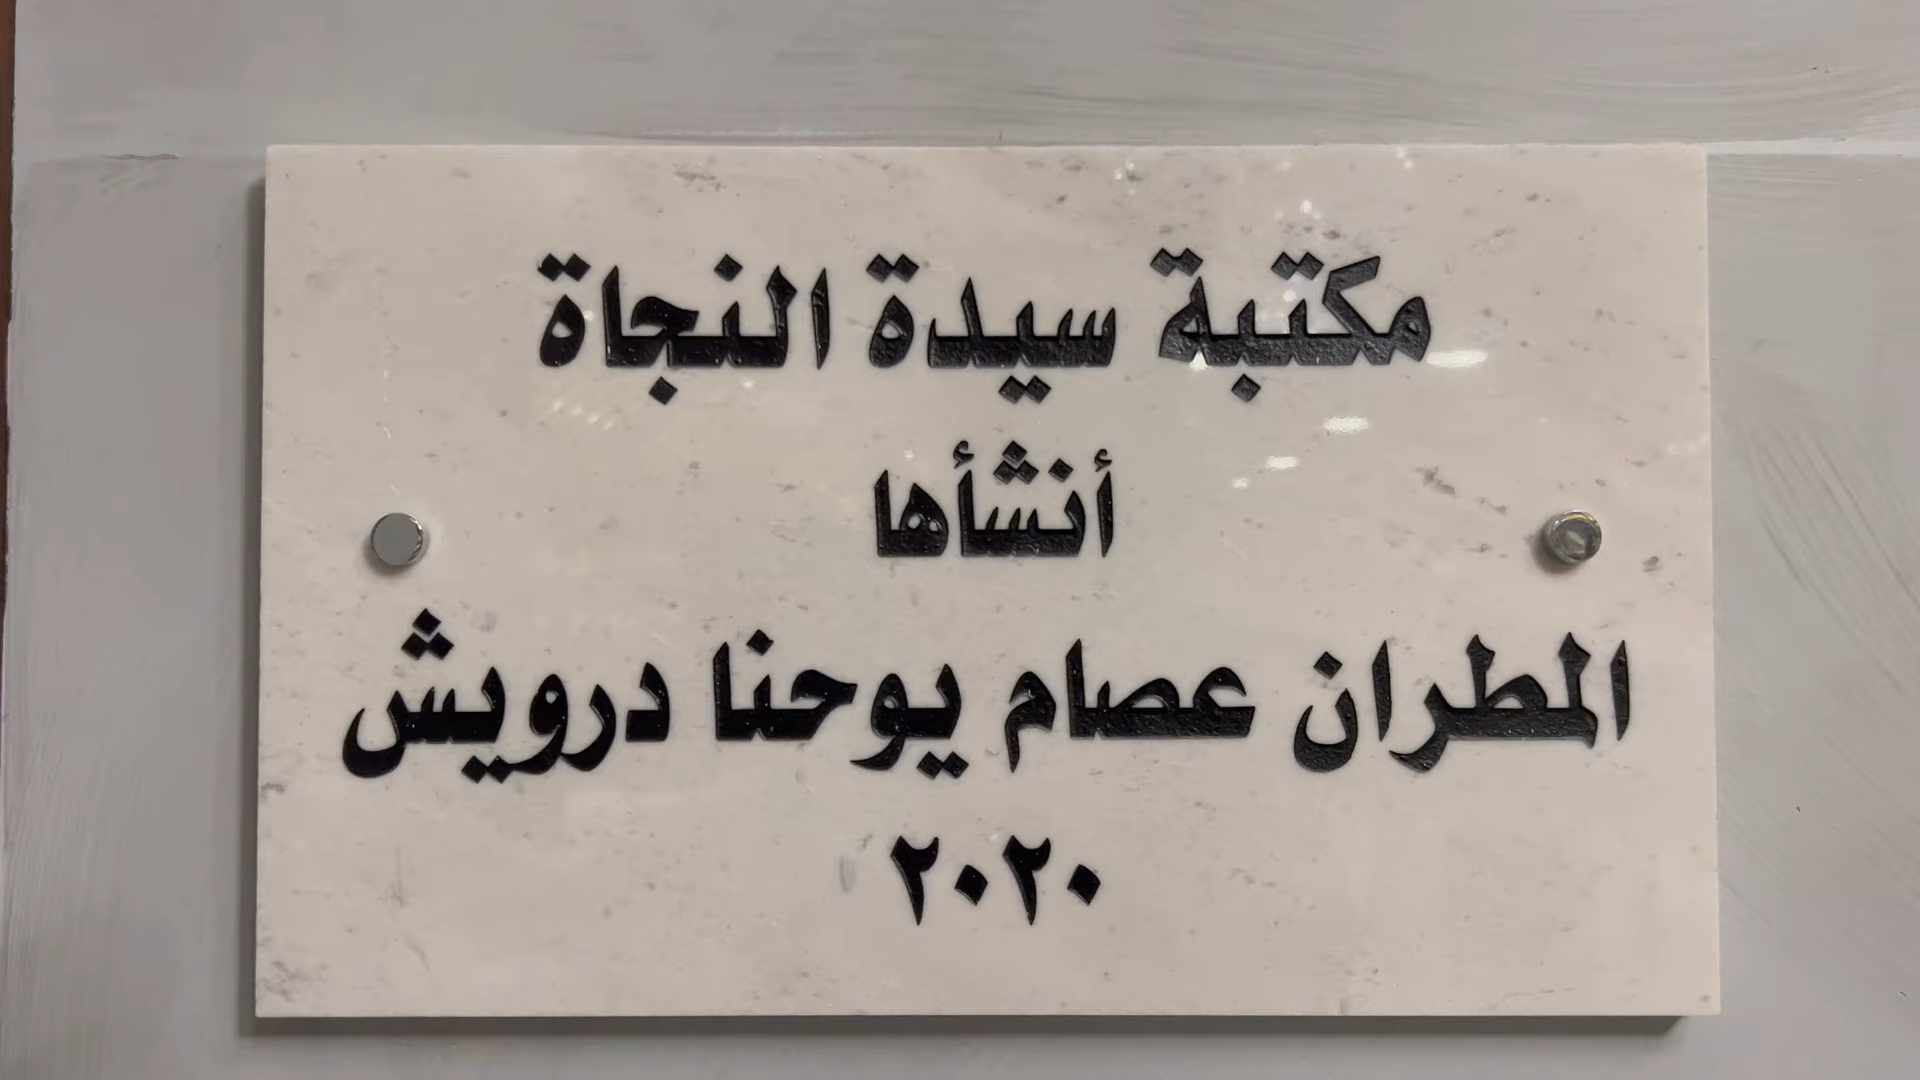 مكتبة سيدة النجاة
أنشأها
المطران عصام يوحنا درويش
٢٠٢٠